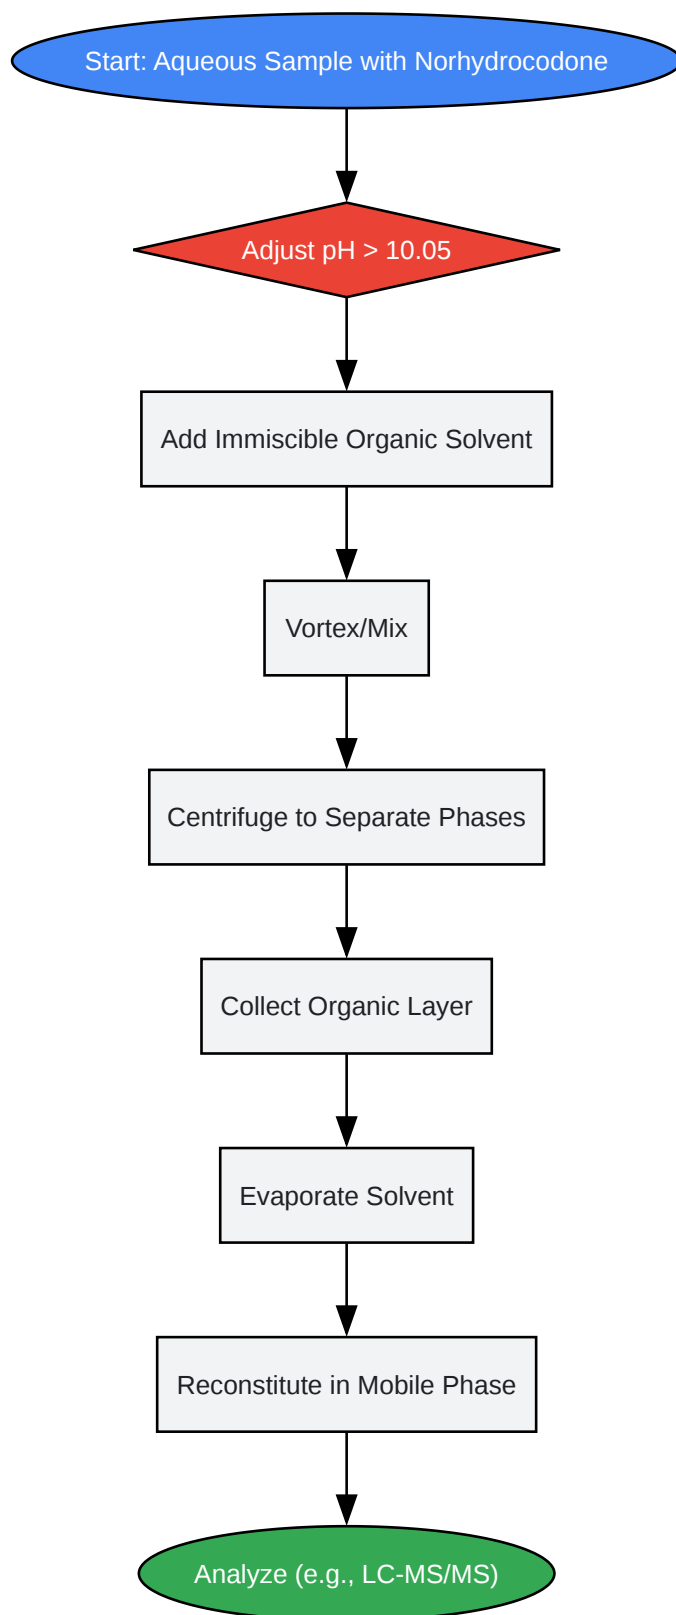 Start: Aqueous Sample with Norhydrocodone
Adjust pH > 10.05
Add Immiscible Organic Solvent
Vortex/Mix
Centrifuge to Separate Phases
Collect Organic Layer
Evaporate Solvent
Reconstitute in Mobile Phase
Analyze (e.g., LC-MS/MS)